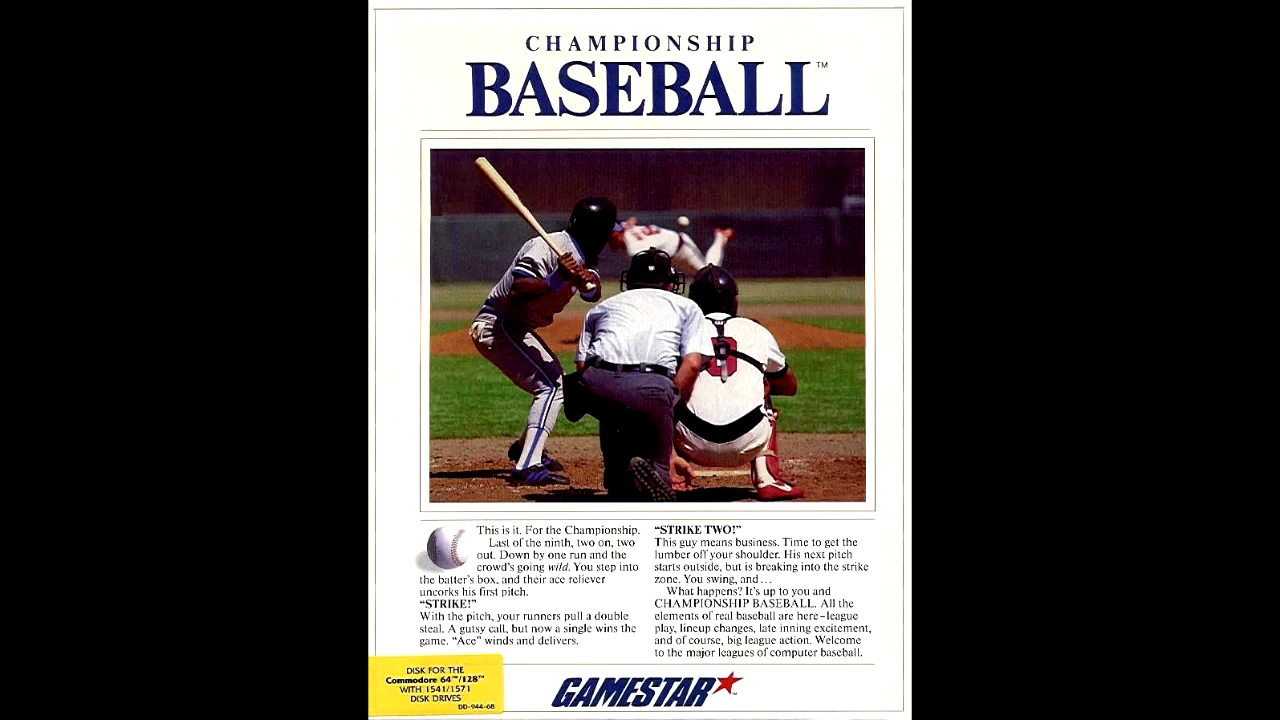 CHAMPIONSHIP
BASEBALL™
This is it. For the Championship.
Last of the ninth, two on, two
out. Down by one run and the
crowd's going wild. You step into
the batter's box, and their ace reliever
uncorks his first pitch.
"STRIKE!"
With the pitch, your runners pull a double
steal. A gutsy call, but now a single wins the
game. "Ace" winds and delivers.
"STRIKE TWO!"
This guy means business. Time to get the
lumber off your shoulder. His next pitch
starts outside, but is breaking into the strike
zone. You swing, and...
What happens? It's up to you and
CHAMPIONSHIP BASEBALL. All the
elements of real baseball are here–league
play, lineup changes, late inning excitement,
and of course, big league action. Welcome
to the major leagues of computer baseball.
DISK FOR THE
Commodore 64™/128™
WITH 1541/1571
DISK DRIVES
DD-944-68
GAMESTAR™